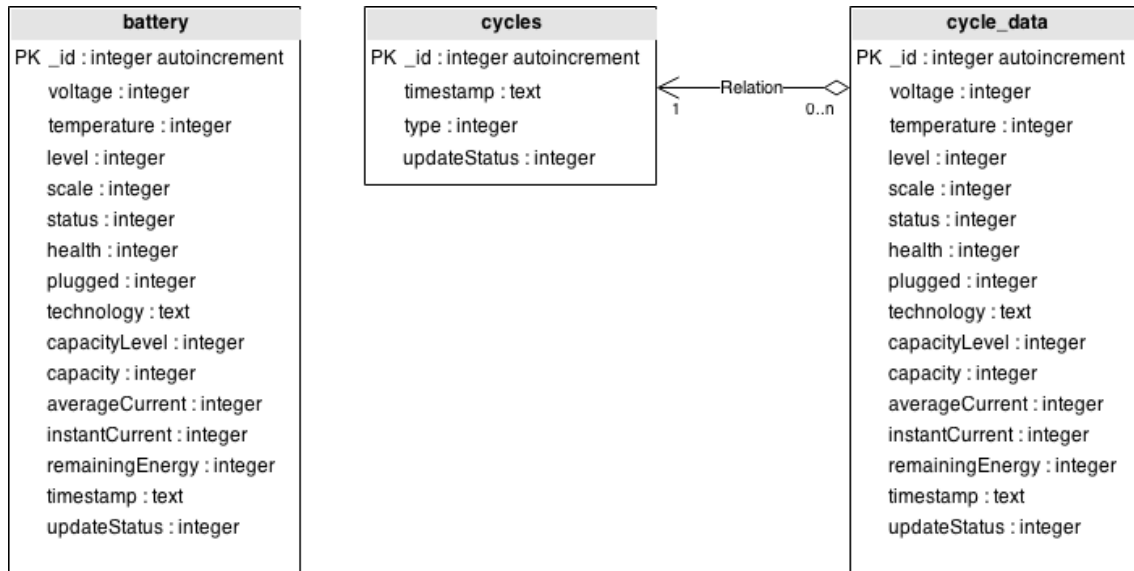 battery
PK _id : integer autoincrement
voltage : integer
temperature : integer
level : integer
scale : integer
status : integer
health : integer
plugged : integer
technology : text
capacityLevel : integer
capacity : integer
averageCurrent : integer
instantCurrent : integer
remainingEnergy : integer
timestamp : text
updateStatus : integer
cycles
PK _id : integer autoincrement
timestamp : text
type : integer
updateStatus : integer
Relation
1
0..n
cycle_data
PK _id : integer autoincrement
voltage : integer
temperature : integer
level : integer
scale : integer
status : integer
health : integer
plugged : integer
technology : text
capacityLevel : integer
capacity : integer
averageCurrent : integer
instantCurrent : integer
remainingEnergy : integer
timestamp : text
updateStatus : integer